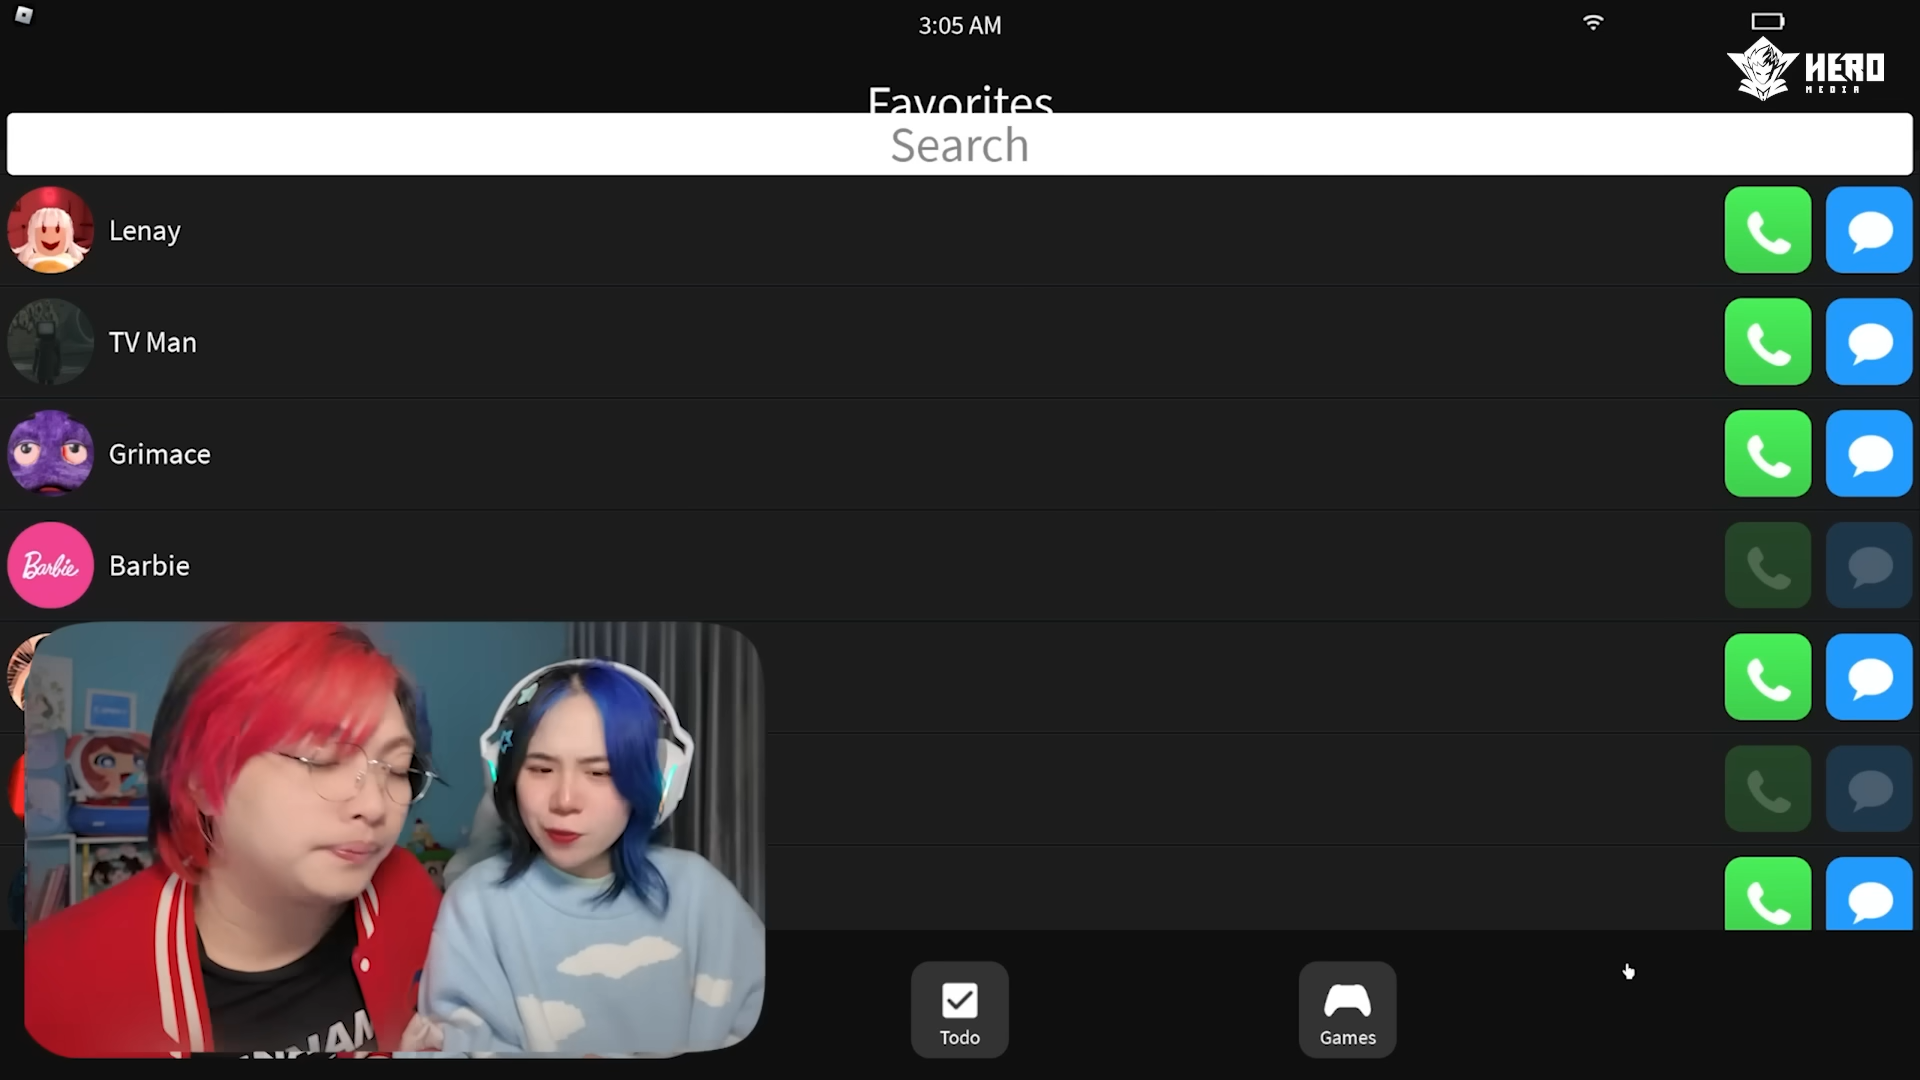 3:05 AM
HERO
MEDIA
Favorites
Search
Lenay
TV Man
Grimace
Barbie
Barbie
Todo
Games